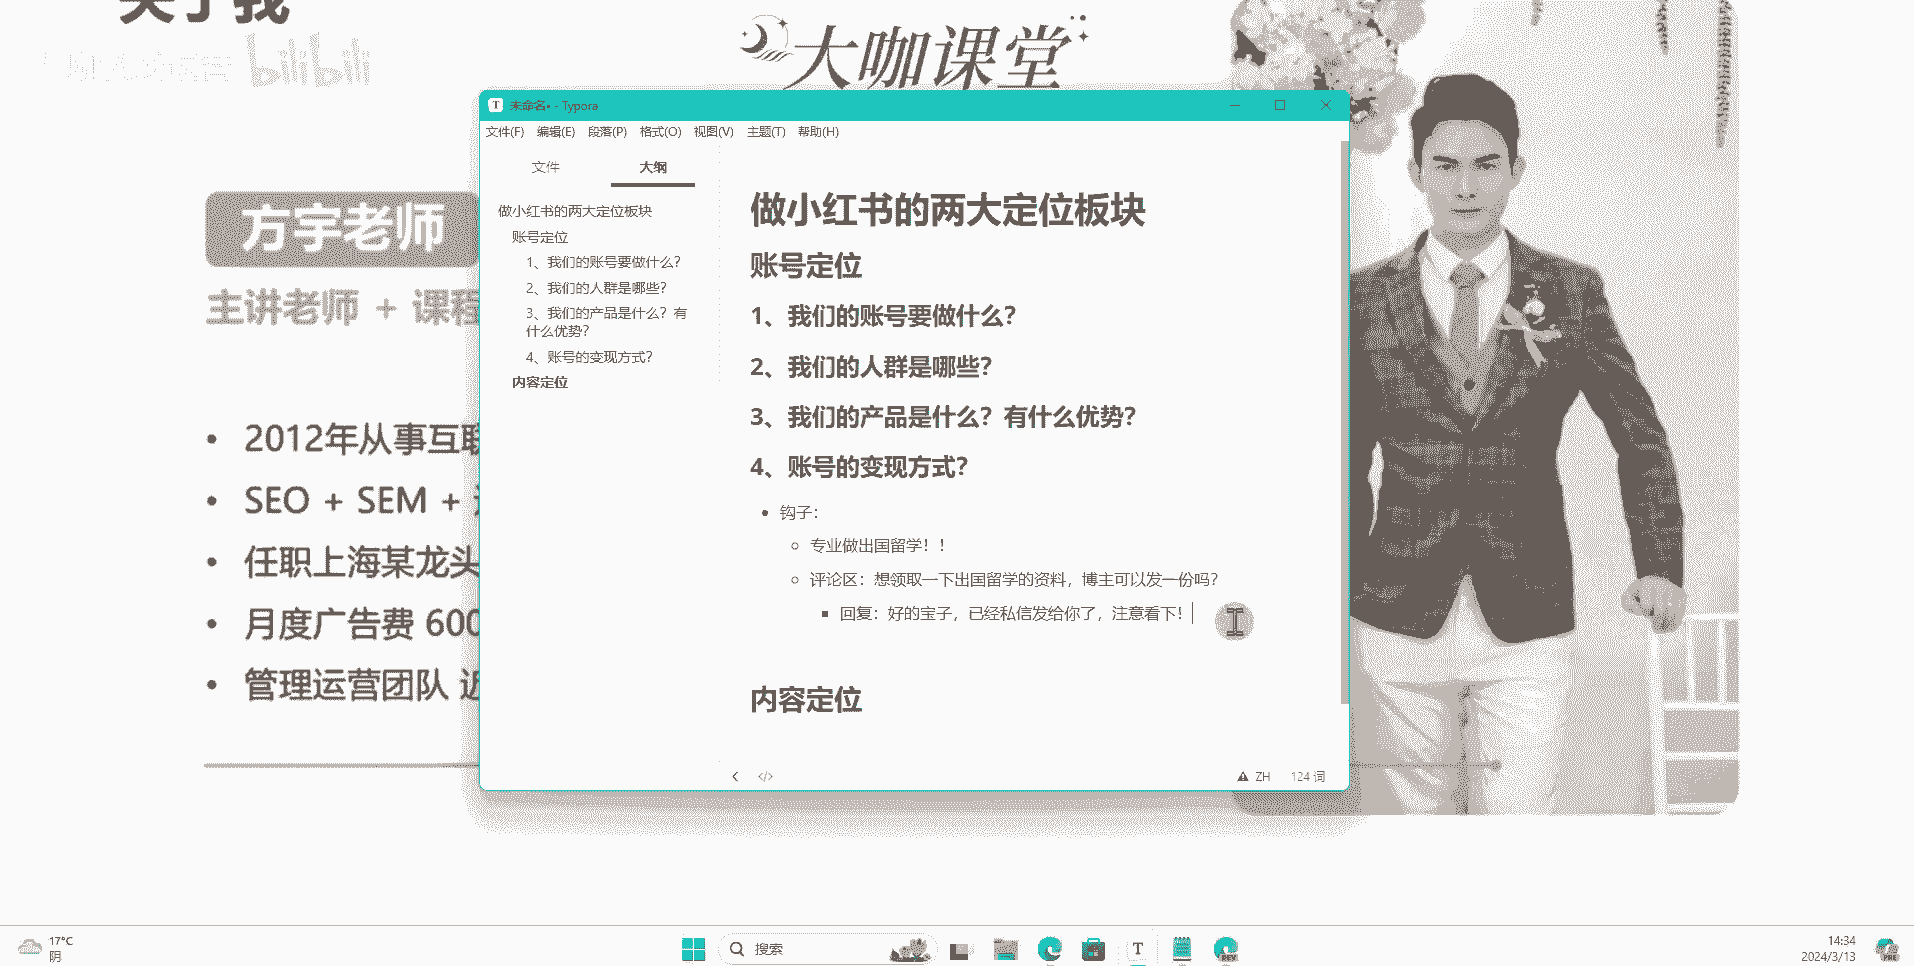 关于我
bilibili
大咖课堂
方宇老师
主讲老师 + 课程
2012年从事互联
SEO + SEM +
任职上海某龙头
月度广告费 600
管理运营团队 近
未命名• - Typora
文件(F) 编辑(E) 段落(P) 格式(O) 视图(V) 主题(T) 帮助(H)
文件 大纲
做小红书的两大定位板块
账号定位
1、我们的账号要做什么？
2、我们的人群是哪些？
3、我们的产品是什么？有
什么优势？
4、账号的变现方式？
内容定位
做小红书的两大定位板块
账号定位
1、我们的账号要做什么？
2、我们的人群是哪些？
3、我们的产品是什么？有什么优势？
4、账号的变现方式？
钩子：
专业做出国留学！！
评论区：想领取一下出国留学的资料，博主可以发一份吗？
回复：好的宝子，已经私信发给你了，注意看下！
内容定位
ZH 124 词
17°C
阴
搜索
T
DEV
14:34
2024/3/13
PRE